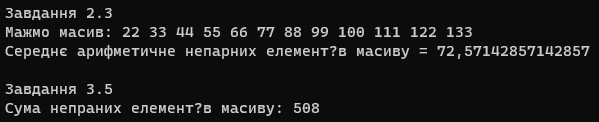 Завдання 2.3
Мажмо масив: 22 33 44 55 66 77 88 99 100 111 122 133
Середнє арифметичне непарних елемент?в масиву = 72,57142857142857
Завдання 3.5
Сума непраних елемент?в масиву: 508